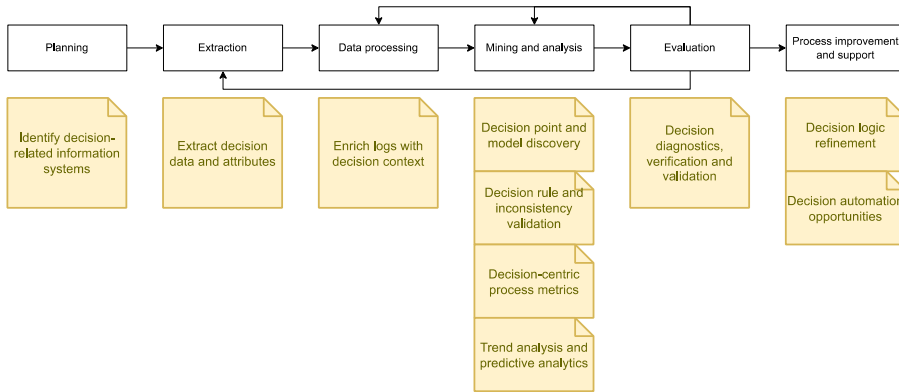 Planning
Extraction
Data processing
Mining and analysis
Evaluation
Process improvement
and support
Identify decision-
related information
systems
Extract decision
data and attributes
Enrich logs with
decision context
Decision point and
model discovery
Decision rule and
inconsistency
validation
Decision-centric
process metrics
Trend analysis and
predictive analytics
Decision
diagnostics,
verification and
validation
Decision logic
refinement
Decision automation
opportunities